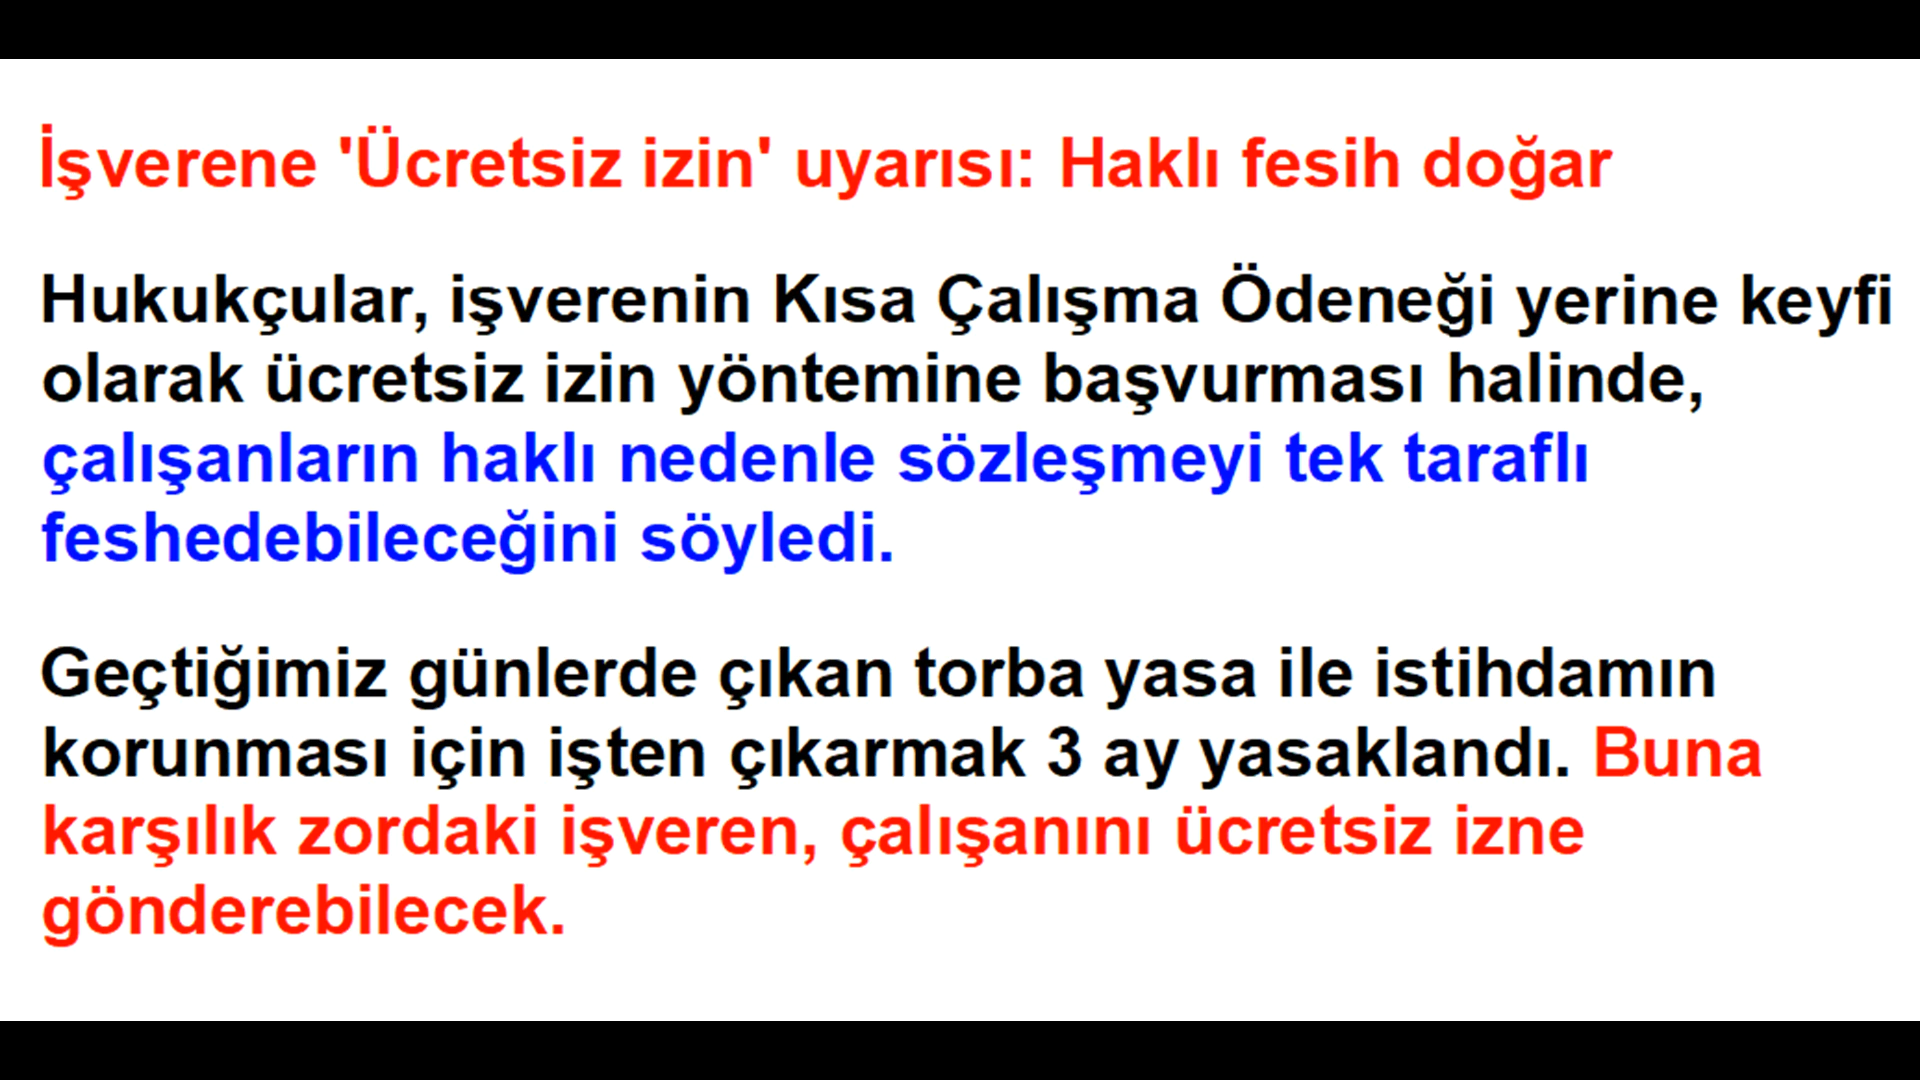 İşverene 'Ücretsiz izin' uyarısı: Haklı fesih doğar
Hukukçular, işverenin Kısa Çalışma Ödeneği yerine keyfi
olarak ücretsiz izin yöntemine başvurması halinde,
çalışanların haklı nedenle sözleşmeyi tek taraflı
feshedebileceğini söyledi.
Geçtiğimiz günlerde çıkan torba yasa ile istihdamın
korunması için işten çıkarmak 3 ay yasaklandı. Buna
karşılık zordaki işveren, çalışanını ücretsiz izne
gönderebilecek.